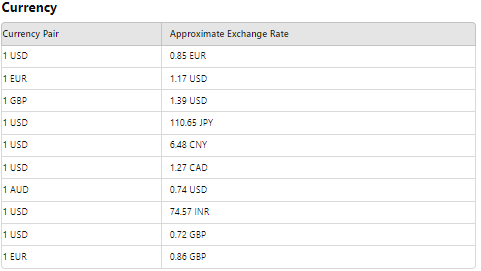 Currency
Currency Pair Approximate Exchange Rate
1 USD 0.85 EUR
1 EUR 1.17 USD
1 GBP 1.39 USD
1 USD 110.65 JPY
1 USD 6.48 CNY
1 USD 1.27 CAD
1 AUD 0.74 USD
1 USD 74.57 INR
1 USD 0.72 GBP
1 EUR 0.86 GBP